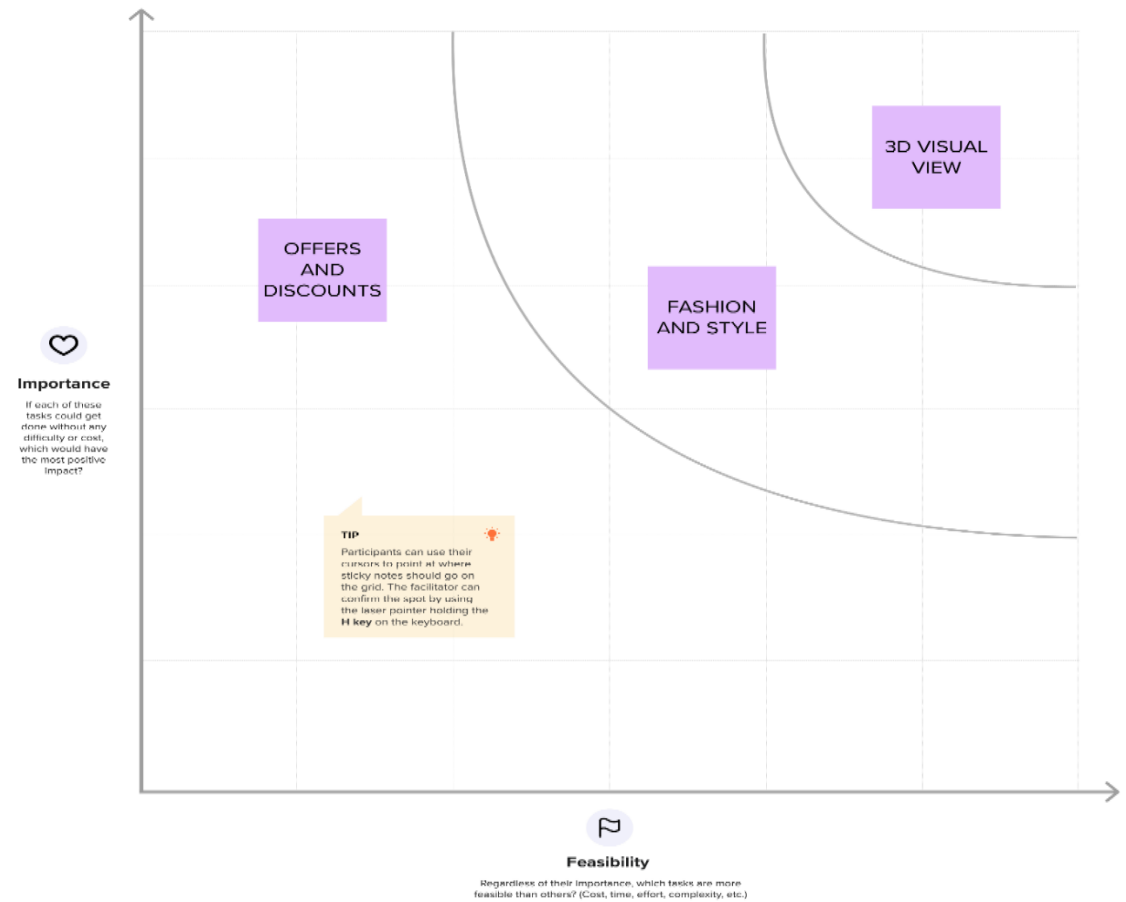 3D VISUAL
VIEW
OFFERS
AND
DISCOUNTS
FASHION
AND STYLE
Importance
If each of these
tasks could get
done without any
difficulty or cost,
which would have
the most positive
impact?
TIP
Participants can use their
cursors to point at where
sticky notes should go on
the grid. The facilitator can
confirm the spot by using
the laser pointer holding the
H key on the keyboard.
Feasibility
Regardless of their importance, which tasks are more
feasible than others? (Cost, time, effort, complexity, etc.)